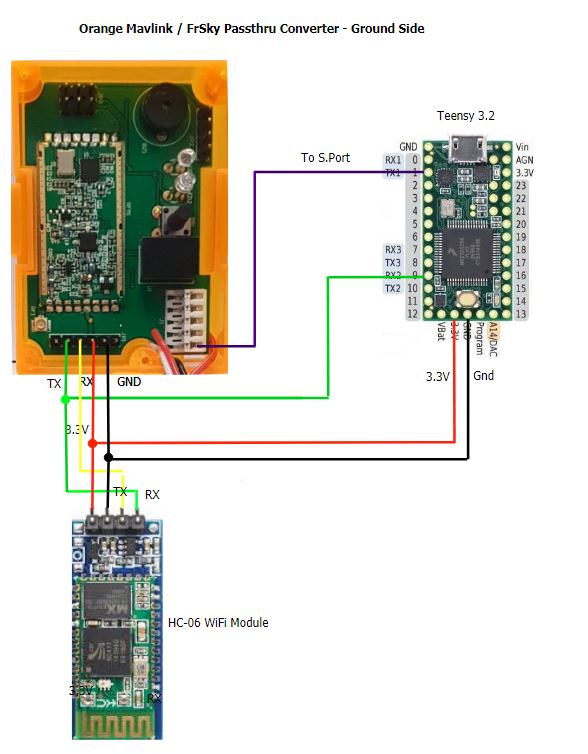 Orange Mavlink / FrSky Passthru Converter - Ground Side
Teensy 3.2
To S.Port
GND
Vin
RX1
0
AGN
TX1
1
3.3V
2
23
3
22
4
21
5
20
6
19
RX3
7
18
TX3
8
17
RX2
9
16
TX2
10
15
11
14
12
13
VBat
3.3V
GND
Program
A14/DAC
3.3V
Gnd
TX
RX
GND
3.3V
TX
RX
HC-06 WiFi Module
3,3V
RX